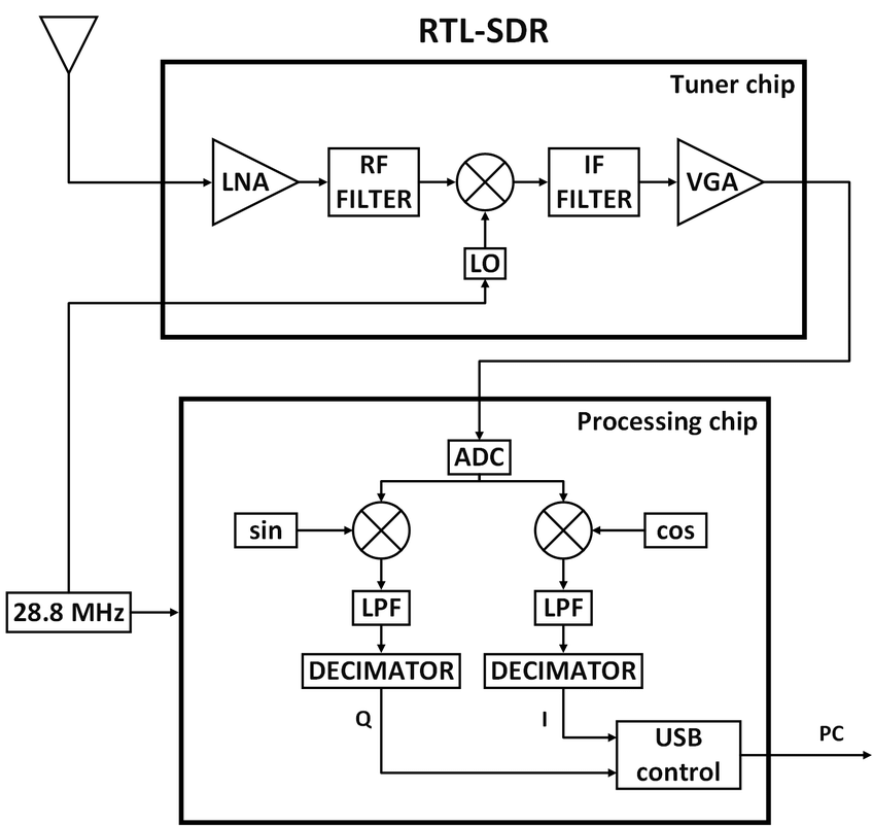 RTL-SDR
Tuner chip
LNA
RF
FILTER
IF
FILTER
VGA
LO
Processing chip
ADC
sin
cos
28.8 MHz
LPF
LPF
DECIMATOR
DECIMATOR
Q
I
USB
control
PC